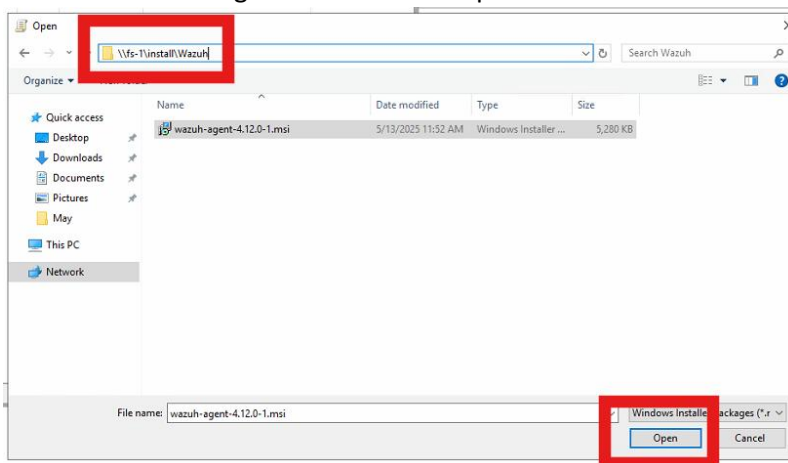 Open
\\fs-1\install\Wazuh
Search Wazuh
Organize
Name Date modified Type Size
Quick access
wazuh-agent-4.12.0-1.msi 5/13/2025 11:52 AM Windows Installer ... 5,280 KB
Desktop
Downloads
Documents
Pictures
May
This PC
Network
File name: wazuh-agent-4.12.0-1.msi
Windows Installe ackages (*.r
Open Cancel